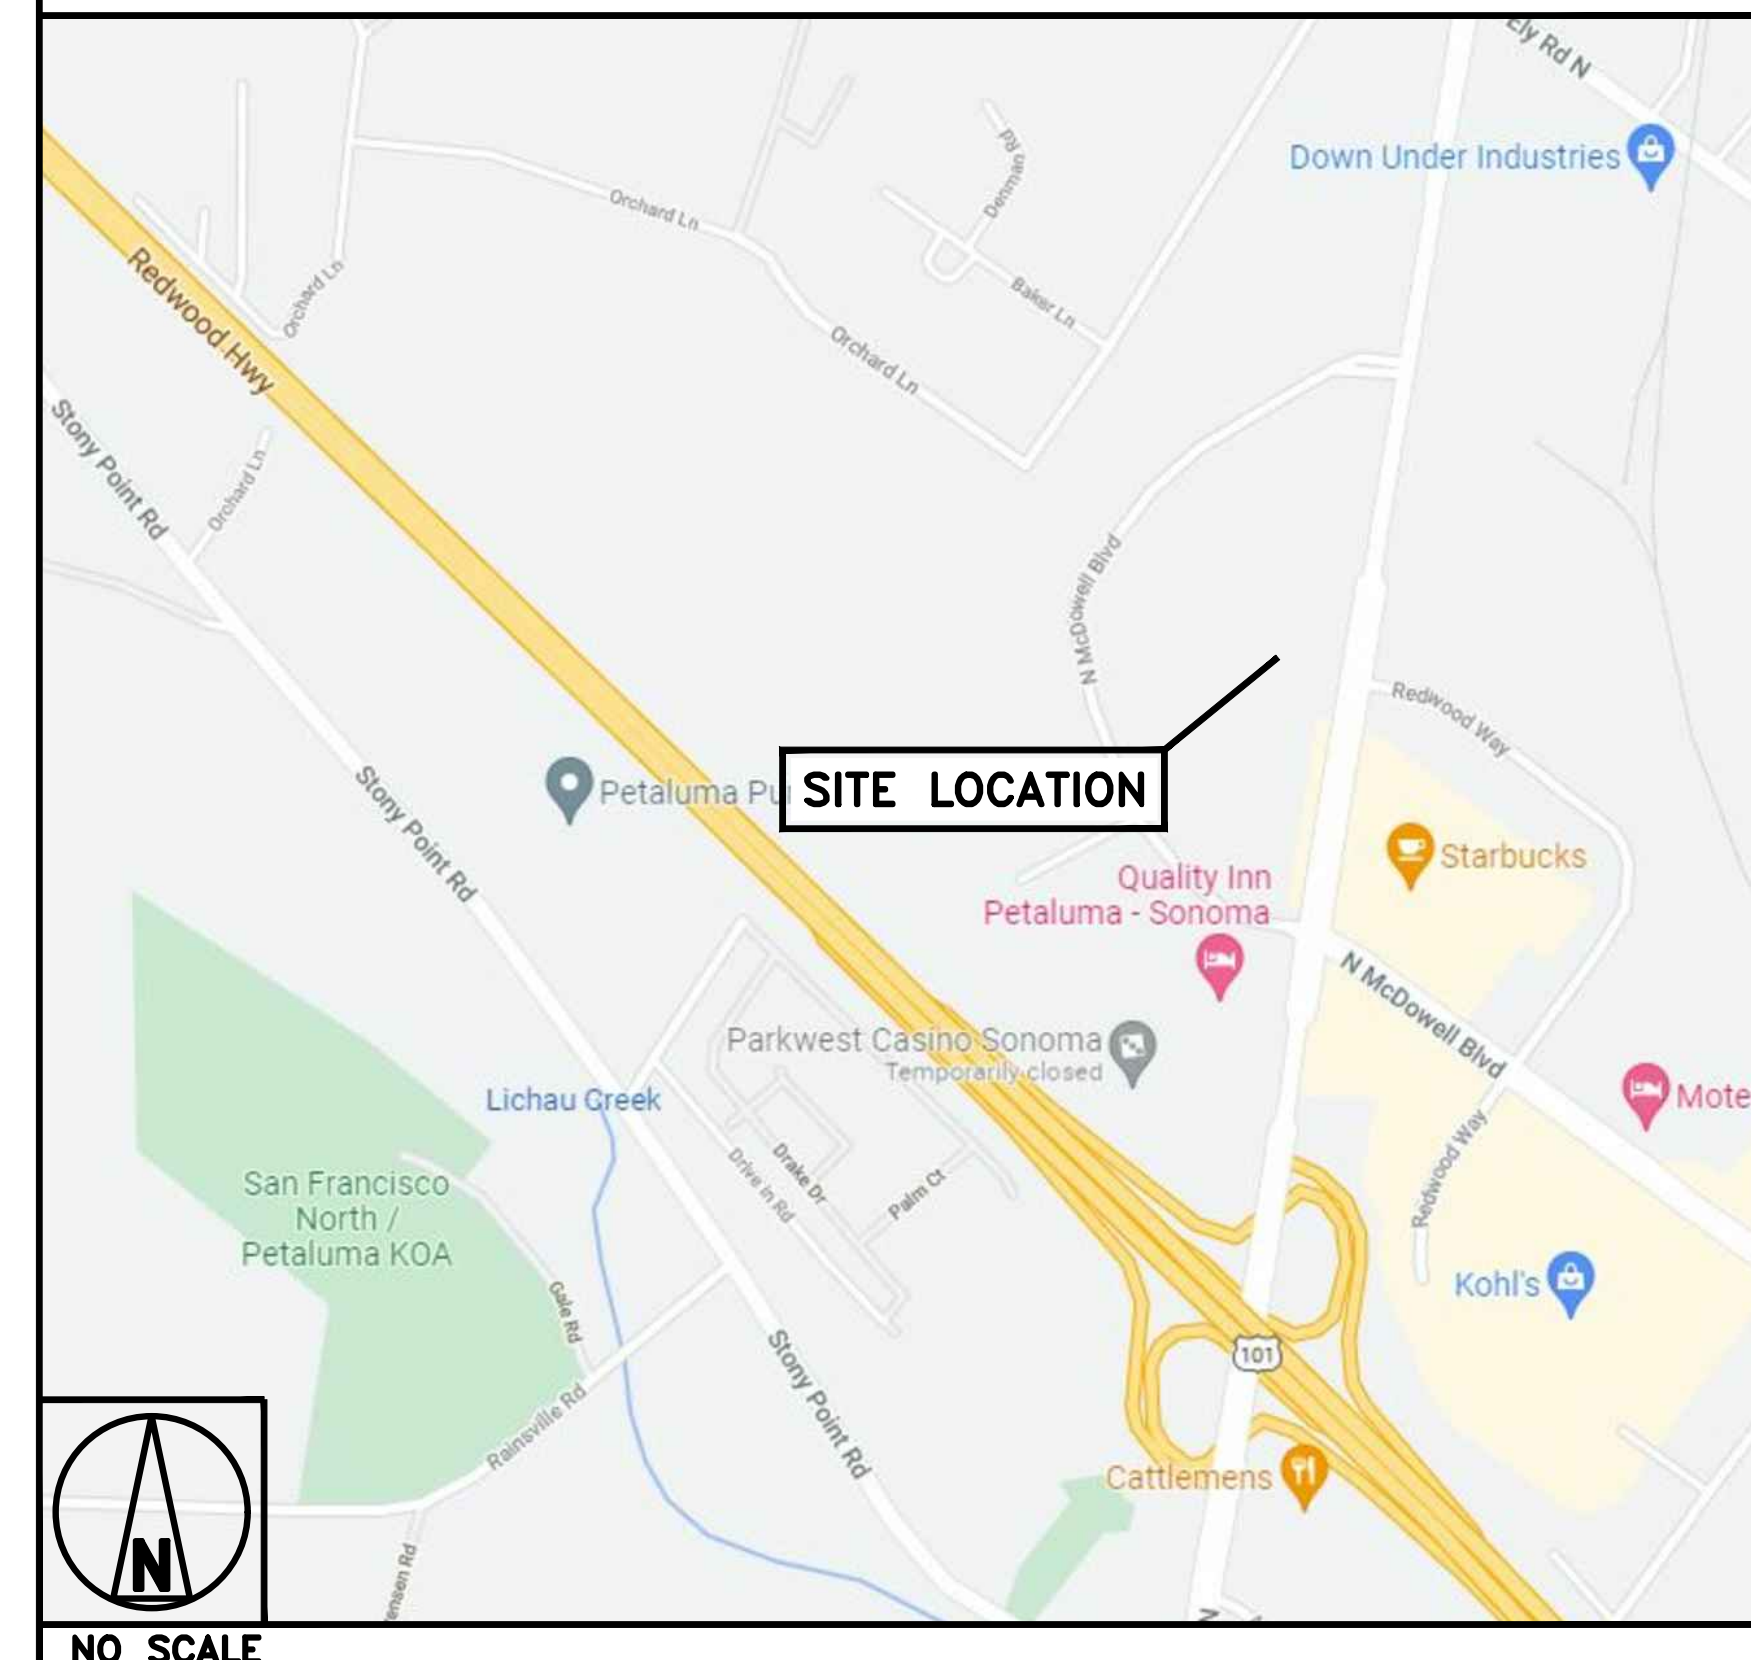 Ely Rd N
Down Under Industries
Denman Rd
Orchard Ln
Orchard Ln
Redwood Hwy
Baker Ln
Orchard Ln
Stony Point Rd
Orchard Ln
N McDowell Blvd
Redwood Way
Petaluma Pu
SITE LOCATION
Stony Point Rd
Starbucks
Quality Inn
Petaluma - Sonoma
N McDowell Blvd
Parkwest Casino Sonoma
Temporarily closed
Lichau Creek
Mote
San Francisco
North /
Petaluma KOA
Drake Dr
Drive in Rd
Palm Ct
Redwood Way
Kohl's
Gale Rd
101
Stony Point Rd
Rainsville Rd
Cattlemens
N
ensen Rd
N
NO SCALE